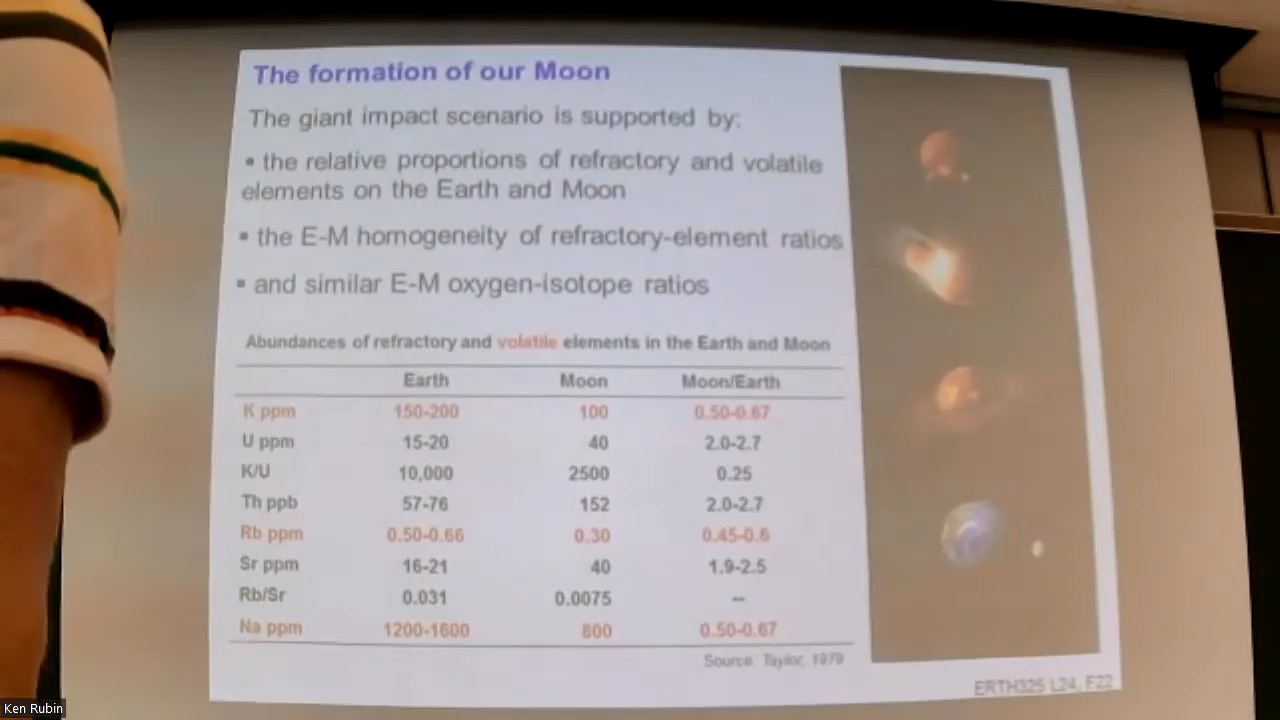 The formation of our Moon
The giant impact scenario is supported by:
▪ the relative proportions of refractory and volatile
elements on the Earth and Moon
▪ the E-M homogeneity of refractory-element ratios
▪ and similar E-M oxygen-isotope ratios
Abundances of refractory and volatile elements in the Earth and Moon
Earth Moon Moon/Earth
K ppm 150-200 100 0.50-0.67
U ppm 15-20 40 2.0-2.7
K/U 10,000 2500 0.25
Th ppb 57-76 152 2.0-2.7
Rb ppm 0.50-0.66 0.30 0.45-0.6
Sr ppm 16-21 40 1.9-2.5
Rb/Sr 0.031 0.0075 --
Na ppm 1200-1600 800 0.50-0.67
Source: Taylor, 1979
ERTH325 L24, F22
Ken Rubin